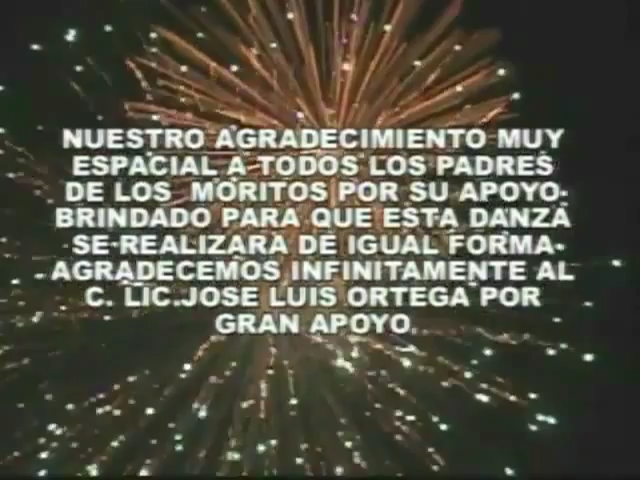 NUESTRO AGRADECIMIENTO MUY
ESPACIAL A TODOS LOS PADRES
DE LOS MORITOS POR SU APOYO
BRINDADO PARA QUE ESTA DANZA
SE REALIZARA DE IGUAL FORMA
AGRADECEMOS INFINITAMENTE AL
C. LIC.JOSE LUIS ORTEGA POR
GRAN APOYO.